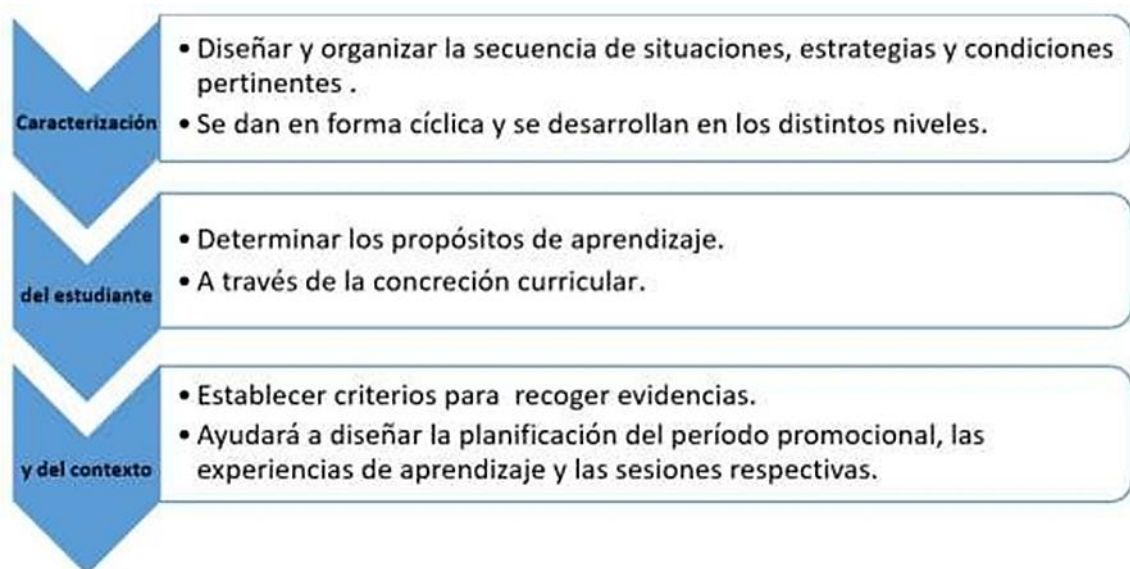 Caracterización
• Diseñar y organizar la secuencia de situaciones, estrategias y condiciones
pertinentes .
• Se dan en forma cíclica y se desarrollan en los distintos niveles.
del estudiante
• Determinar los propósitos de aprendizaje.
• A través de la concreción curricular.
y del contexto
• Establecer criterios para  recoger evidencias.
• Ayudará a diseñar la planificación del período promocional, las
experiencias de aprendizaje y las sesiones respectivas.